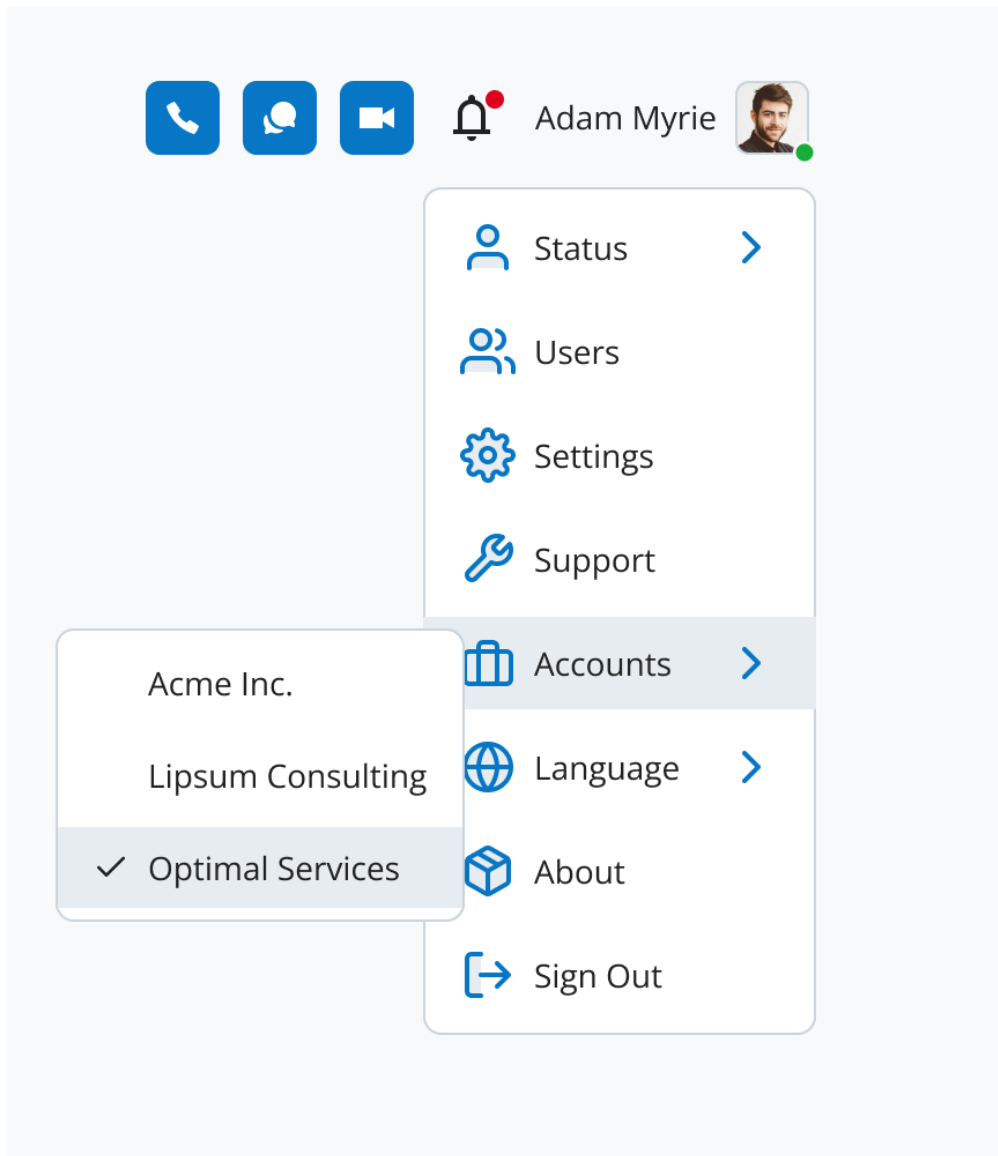 Adam Myrie
Status
Users
Settings
Support
Accounts
Acme Inc.
Lipsum Consulting
Optimal Services
Language
About
Sign Out